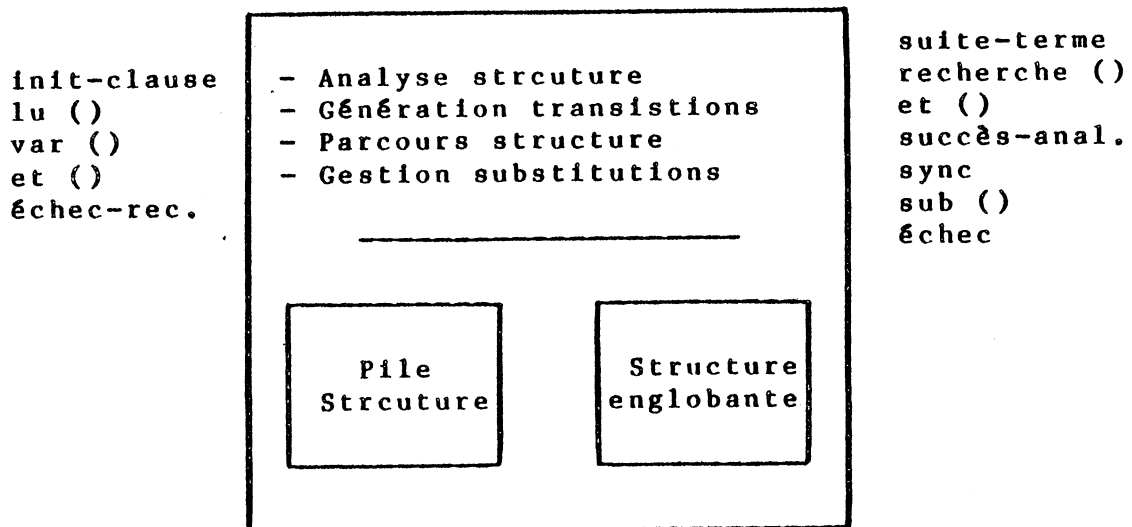 init-clause
lu ()
var ()
et ()
échec-rec.
- Analyse strcuture
- Génération transistions
- Parcours structure
- Gestion substitutions
Pile
Strcuture
Structure
englobante
suite-terme
recherche ()
et ()
succès-anal.
sync
sub ()
échec